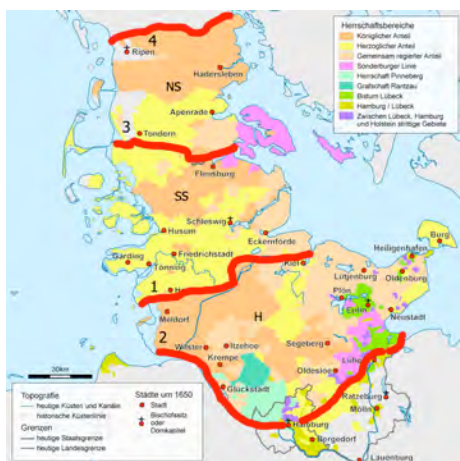 4
Ripen
NS
Hadersleben
Apenrade
3
Tondern
Flensburg
SS
Schleswig
Husum
Eckernförde
Friedrichstadt
Garding
Tönning
Kiel
Burg
Heiligenhafen
Oldenburg
Lütjenburg
1
Plön
Eutin
Neustadt
Meldorf
H
2
Wilster
Itzehoe
Segeberg
Krempe
Oldesloe
Glückstadt
Ratzeburg
Mölln
Hamburg
Bergedorf
Lauenburg
Herrschaftsbereiche
Königlicher Anteil
Herzoglicher Anteil
Gemeinsam regierter Anteil
Sonderburger Linie
Herrschaft Pinneberg
Grafschaft Rantzau
Bistum Lübeck
Hamburg / Lübeck
Zwischen Lübeck, Hamburg
und Holstein strittige Gebiete
30km
Topografie
heutige Küsten und Kanäle
historische Küstenlinie
Grenzen
heutige Staatsgrenze
heutige Landesgrenze
Städte um 1650
Stadt
Bischofssitz
oder
Domkapitel